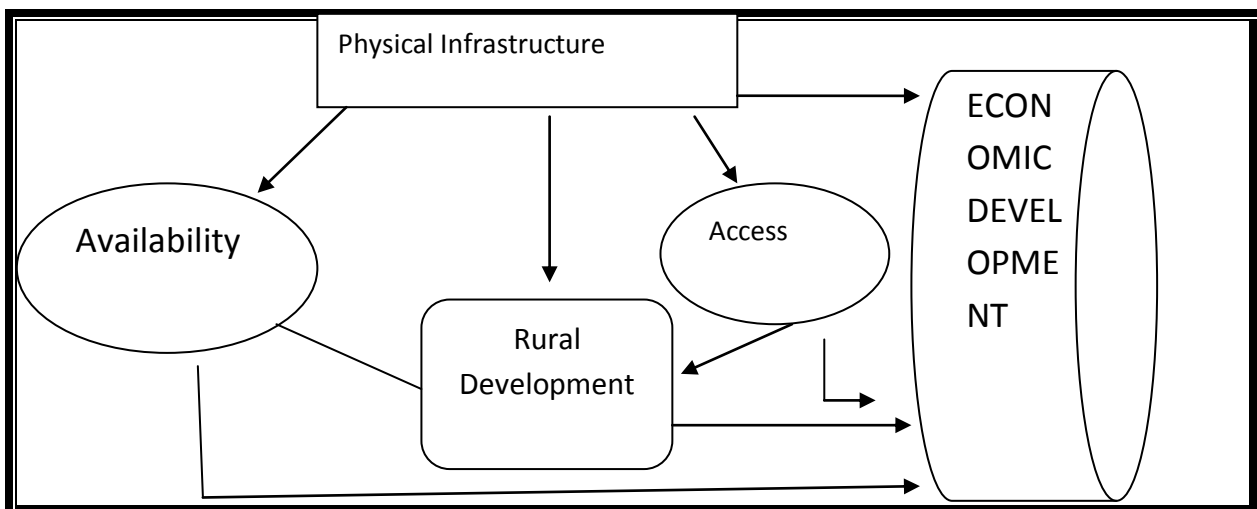 Physical Infrastructure
Availability
Access
Rural
Development
ECON
OMIC
DEVEL
OPME
NT